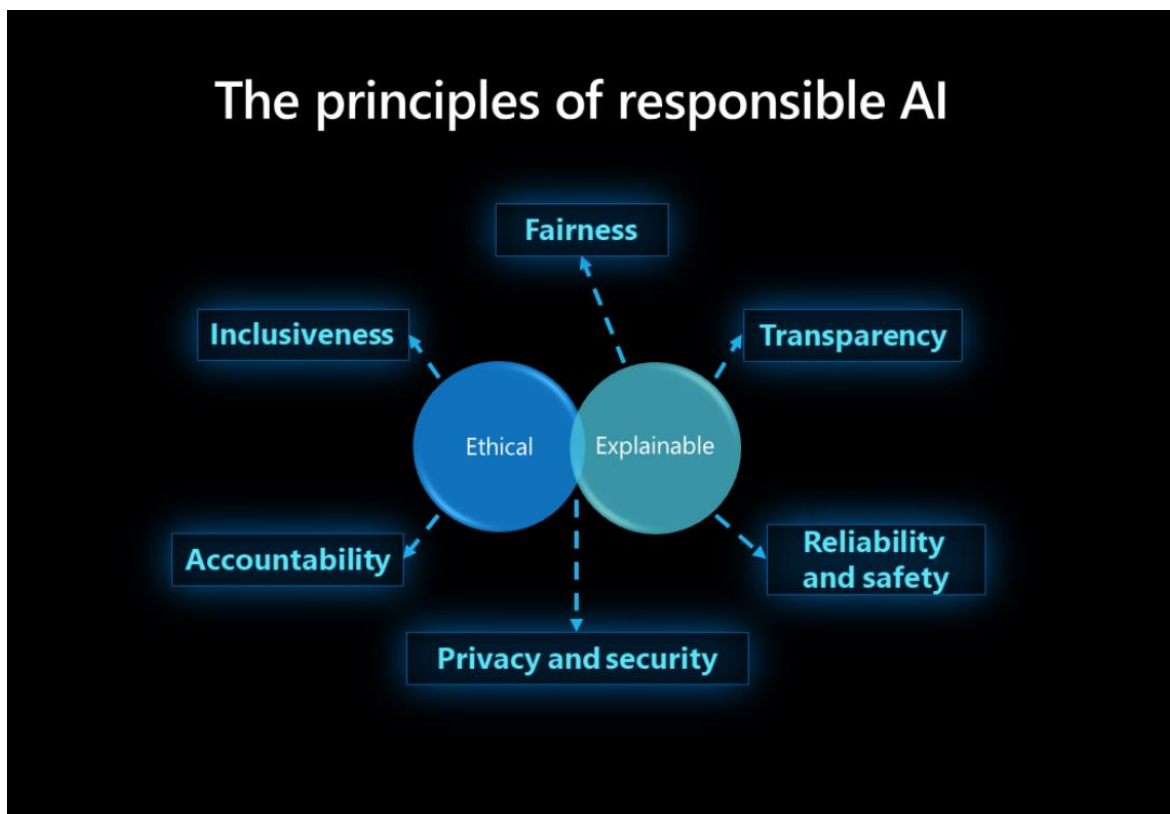 The principles of responsible AI
Fairness
Inclusiveness
Transparency
Ethical
Explainable
Accountability
Reliability
and safety
Privacy and security